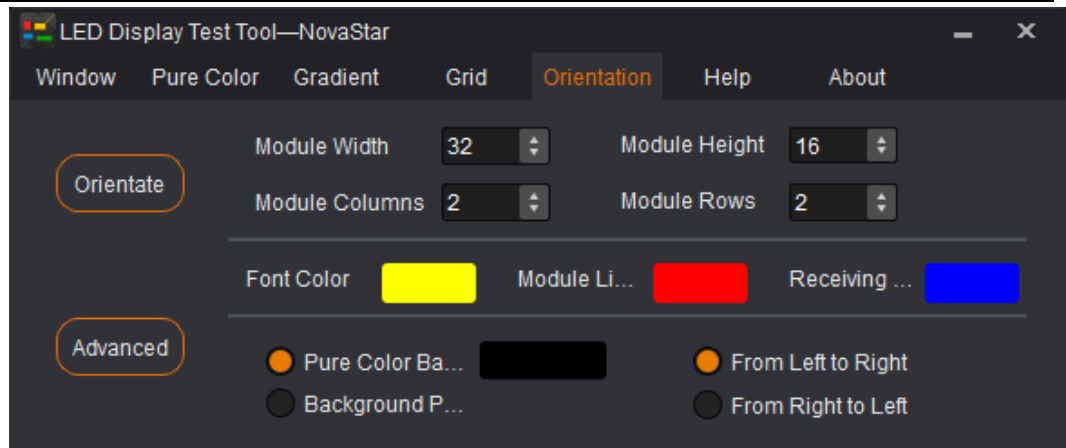 LED Display Test Tool—NovaStar
Window Pure Color Gradient Grid Orientation Help About
Orientate
Module Width 32 Module Height 16
Module Columns 2 Module Rows 2
Font Color Module Li... Receiving ...
Advanced
Pure Color Ba... From Left to Right
Background P... From Right to Left